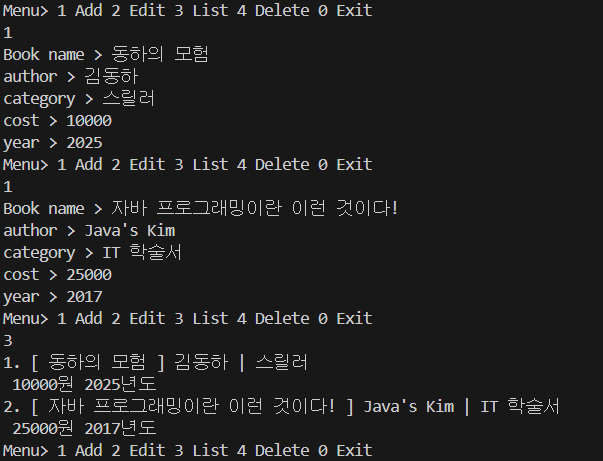 Menu> 1 Add 2 Edit 3 List 4 Delete 0 Exit
1
Book name > 동하의 모험
author > 김동하
category > 스릴러
cost > 10000
year > 2025
Menu> 1 Add 2 Edit 3 List 4 Delete 0 Exit
1
Book name > 자바 프로그래밍이란 이런 것이다!
author > Java's Kim
category > IT 학술서
cost > 25000
year > 2017
Menu> 1 Add 2 Edit 3 List 4 Delete 0 Exit
3
1. [ 동하의 모험 ] 김동하 | 스릴러
 10000원 2025년도
2. [ 자바 프로그래밍이란 이런 것이다! ] Java's Kim | IT 학술서
 25000원 2017년도
Menu> 1 Add 2 Edit 3 List 4 Delete 0 Exit